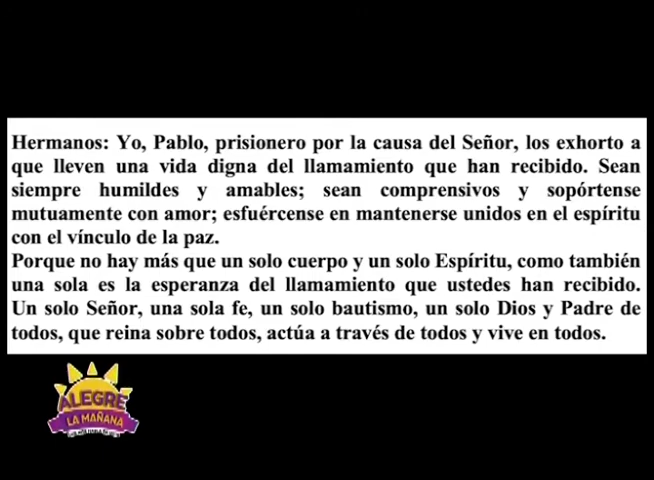 Hermanos: Yo, Pablo, prisionero por la causa del Señor, los exhorto a
que lleven una vida digna del llamamiento que han recibido. Sean
siempre humildes y amables; sean comprensivos y sopórtense
mutuamente con amor; esfuércense en mantenerse unidos en el espíritu
con el vínculo de la paz.
Porque no hay más que un solo cuerpo y un solo Espíritu, como también
una sola es la esperanza del llamamiento que ustedes han recibido.
Un solo Señor, una sola fe, un solo bautismo, un solo Dios y Padre de
todos, que reina sobre todos, actúa a través de todos y vive en todos.
ALEGRE
LA MAÑANA